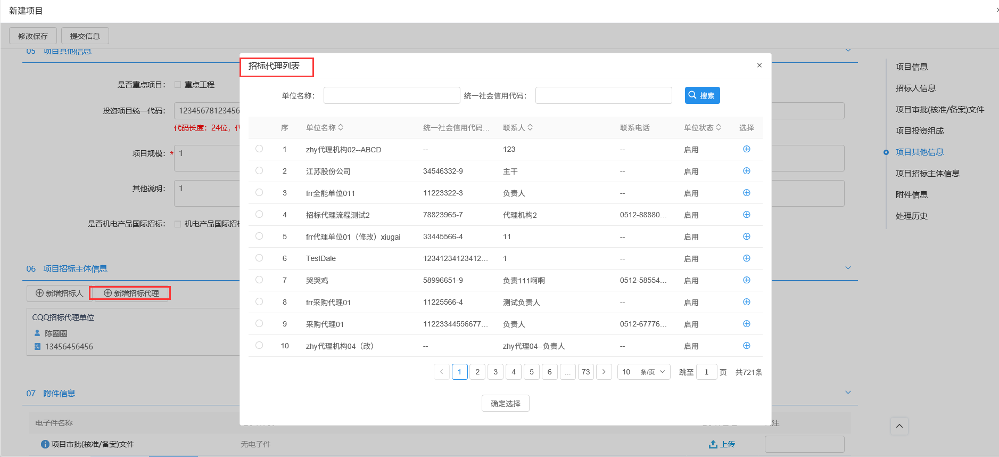 新建项目
修改保存 提交信息
05 项目其他信息
是否重点项目： 重点工程
投资项目统一代码： 12345678123456
代码长度：24位，
项目规模：* 1
其他说明： 1
是否机电产品国际招标： 机电产品国际招
06 项目招标主体信息
新增招标人 新增招标代理
CQQ招标代理单位
陈圈圈
13456456456
07 附件信息
电子件名称
项目审批(核准/备案)文件 无电子件 上传
招标代理列表 ×
单位名称： 统一社会信用代码： 搜索
序 单位名称 统一社会信用代码... 联系人 联系电话 单位状态 选择
1 zhy代理机构02--ABCD -- 123 -- 启用
2 江苏股份公司 34546332-9 主干 -- 启用
3 frr全能单位011 11223322-3 负责人 -- 启用
4 招标代理流程测试2 78823965-7 代理机构2 0512-88880... 启用
5 frr代理单位01（修改）xiugai 33445566-4 11 -- 启用
6 TestDale 12341234123412... 1 -- 启用
7 哭哭鸡 58996651-9 负责111啊啊 0512-58554... 启用
8 frr采购代理01 11225566-4 测试负责人 -- 启用
9 采购代理01 11223344556677... 负责人 0512-67776... 启用
10 zhy代理机构04（改） -- zhy代理04--负责人 -- 启用
1 2 3 4 5 6 ... 73 10 条/页 跳至 1 页 共721条
确定选择
项目信息
招标人信息
项目审批(核准/备案)文件
项目投资组成
项目其他信息
项目招标主体信息
附件信息
处理历史